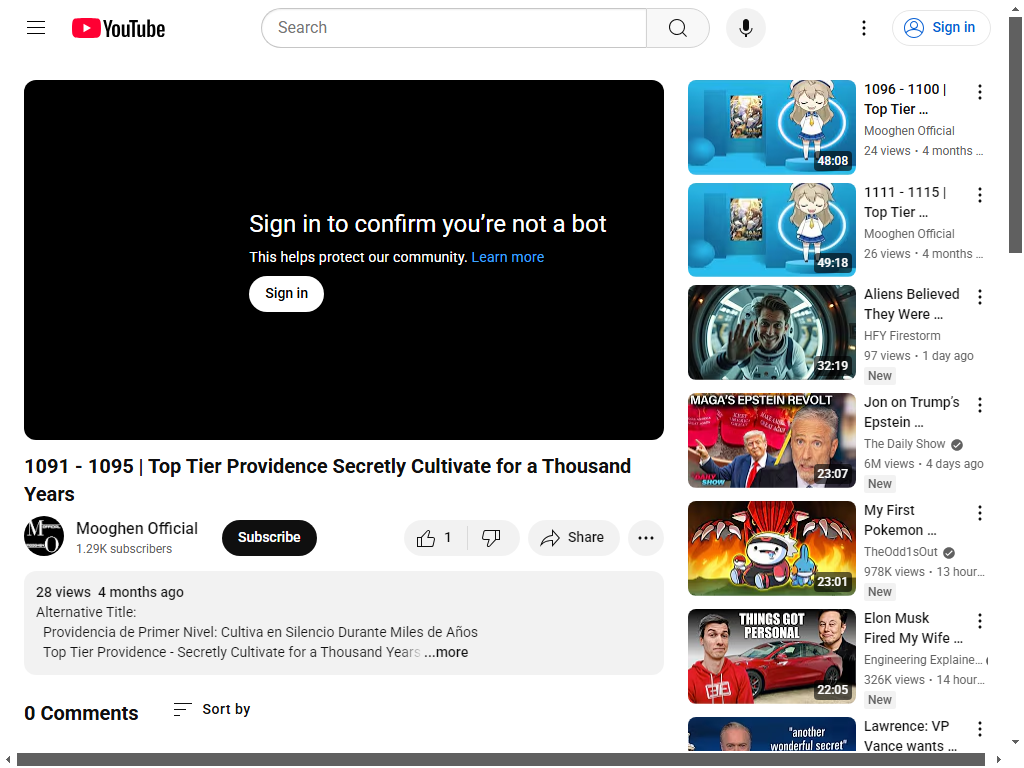 YouTube
Search
Sign in
Sign in to confirm you’re not a bot
This helps protect our community. Learn more
Sign in
1091 - 1095 | Top Tier Providence Secretly Cultivate for a Thousand
Years
Mooghen Official
1.29K subscribers
Subscribe
1
Share
28 views 4 months ago
Alternative Title:
Providencia de Primer Nivel: Cultiva en Silencio Durante Miles de Años
Top Tier Providence - Secretly Cultivate for a Thousand Years ...more
0 Comments
Sort by
48:08
1096 - 1100 |
Top Tier ...
Mooghen Official
24 views • 4 months ...
49:18
1111 - 1115 |
Top Tier ...
Mooghen Official
26 views • 4 months ...
32:19
Aliens Believed
They Were ...
HFY Firestorm
97 views • 1 day ago
New
MAGA'S EPSTEIN REVOLT
23:07
Jon on Trump's
Epstein ...
The Daily Show
6M views • 4 days ago
New
23:01
My First
Pokemon ...
TheOdd1sOut
978K views • 13 hour...
New
THINGS GOT
PERSONAL
22:05
Elon Musk
Fired My Wife ...
Engineering Explaine...
326K views • 14 hour...
New
"another
wonderful secret"
Lawrence: VP
Vance wants ...